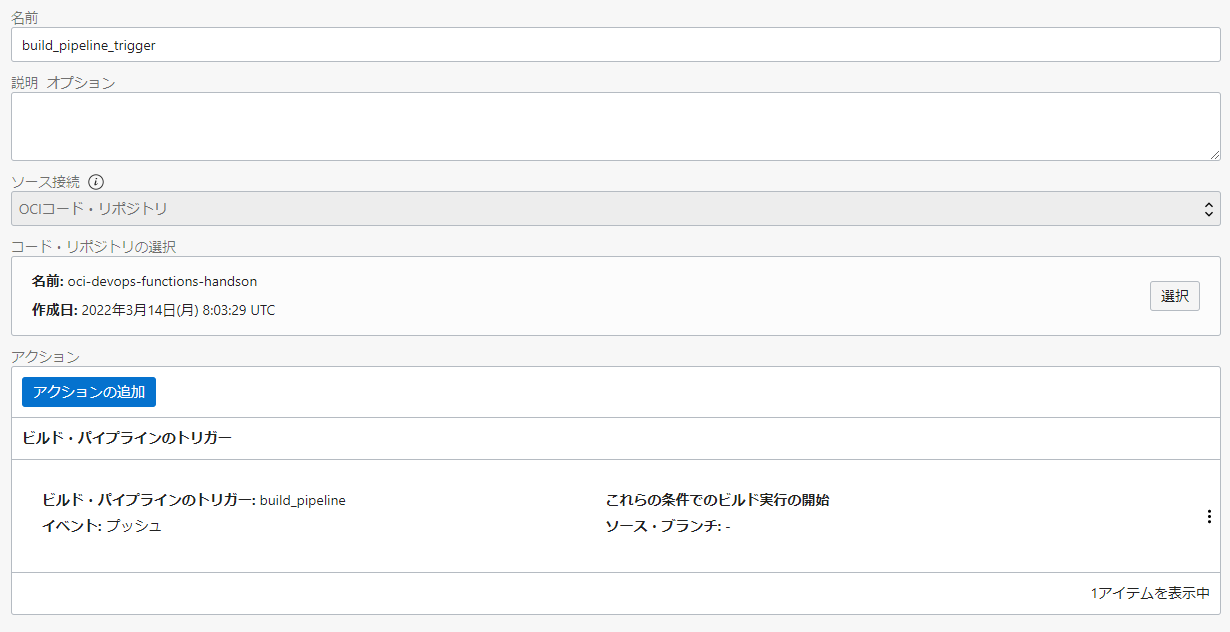 名前
build_pipeline_trigger
説明 オプション
ソース接続
OCIコード・リポジトリ
コード・リポジトリの選択
名前: oci-devops-functions-handson
作成日: 2022年3月14日(月) 8:03:29 UTC
選択
アクション
アクションの追加
ビルド・パイプラインのトリガー
ビルド・パイプラインのトリガー: build_pipeline
イベント: プッシュ
これらの条件でのビルド実行の開始
ソース・ブランチ: -
1アイテムを表示中